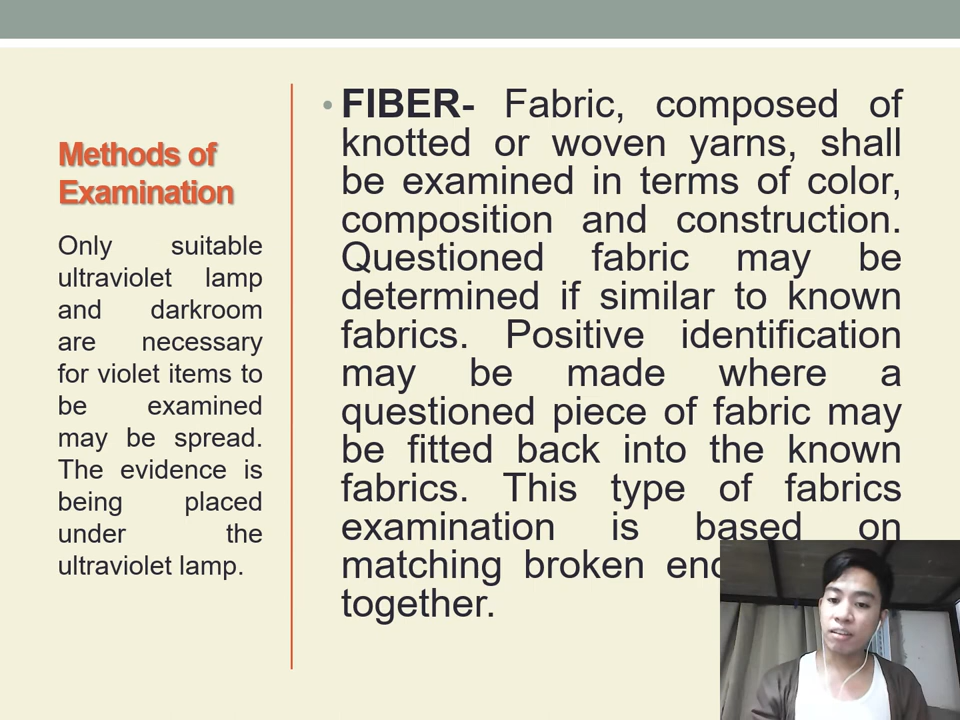 Methods of
Examination
Only suitable
ultraviolet lamp
and darkroom
are necessary
for violet items to
be examined
may be spread.
The evidence is
being placed
under the
ultraviolet lamp.
• FIBER- Fabric, composed of
knotted or woven yarns, shall
be examined in terms of color,
composition and construction.
Questioned fabric may be
determined if similar to known
fabrics. Positive identification
may be made where a
questioned piece of fabric may
be fitted back into the known
fabrics. This type of fabrics
examination is based on
matching broken
together.